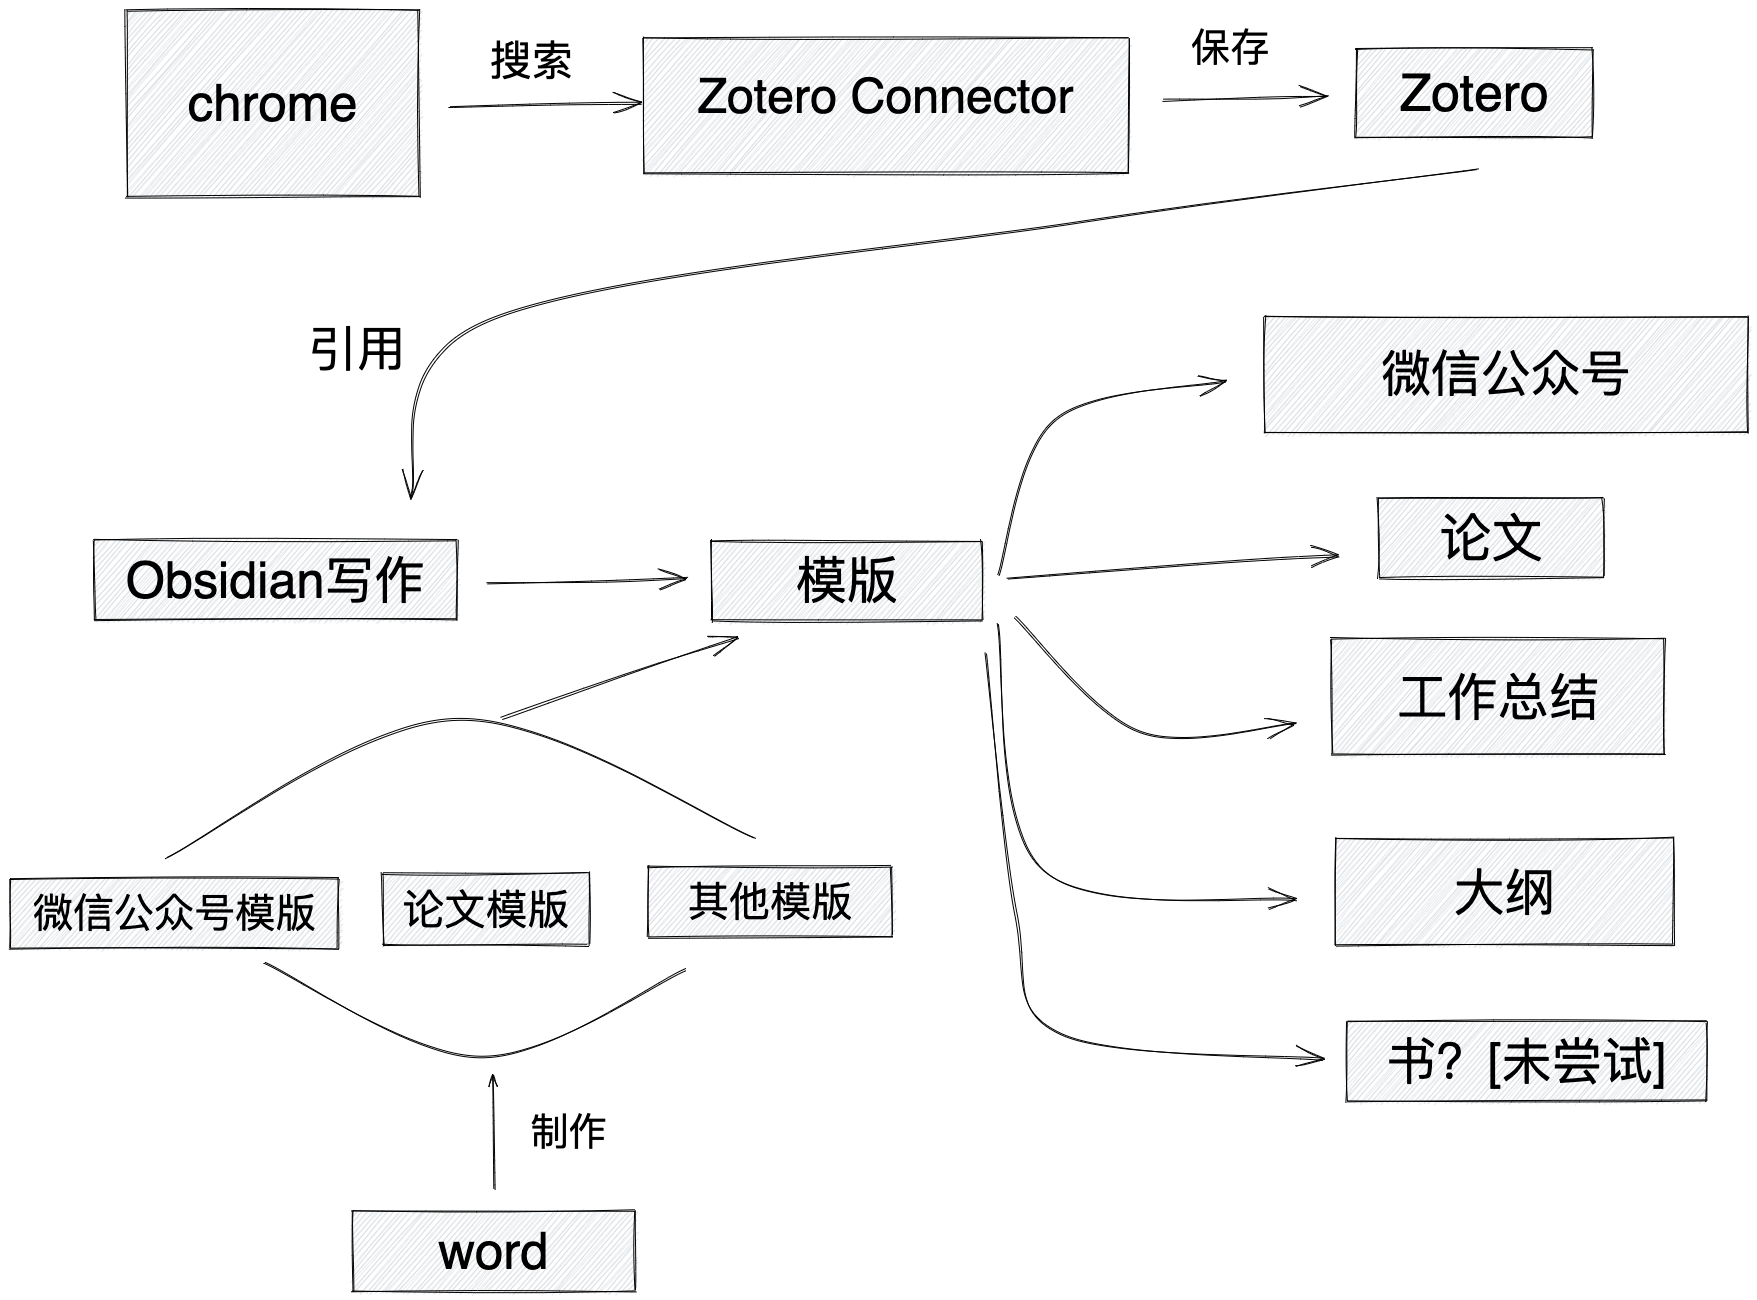 chrome
搜索
Zotero Connector
保存
Zotero
引用
微信公众号
论文
Obsidian写作
模版
工作总结
微信公众号模版
论文模版
其他模版
大纲
书？[未尝试]
制作
word